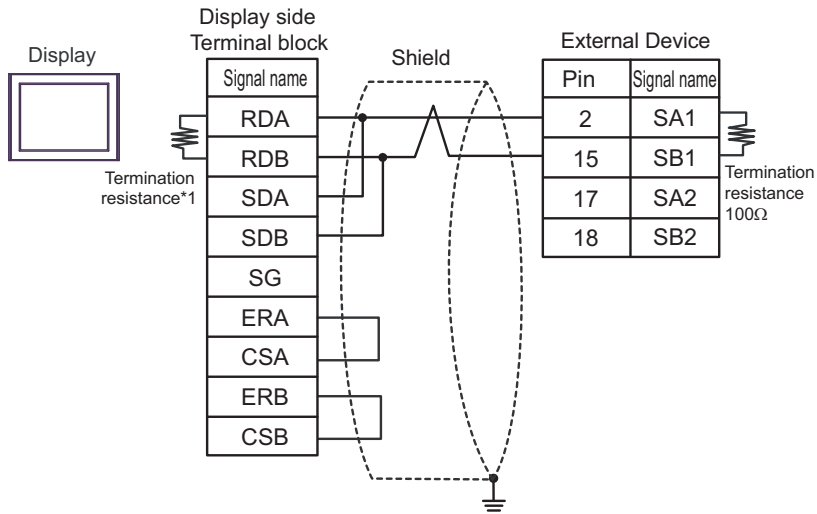 Display
Display side
Terminal block
Signal name
RDA
RDB
SDA
SDB
SG
ERA
CSA
ERB
CSB
Termination
resistance*1
Shield
External Device
Pin Signal name
2 SA1
15 SB1
17 SA2
18 SB2
Termination
resistance
100Ω